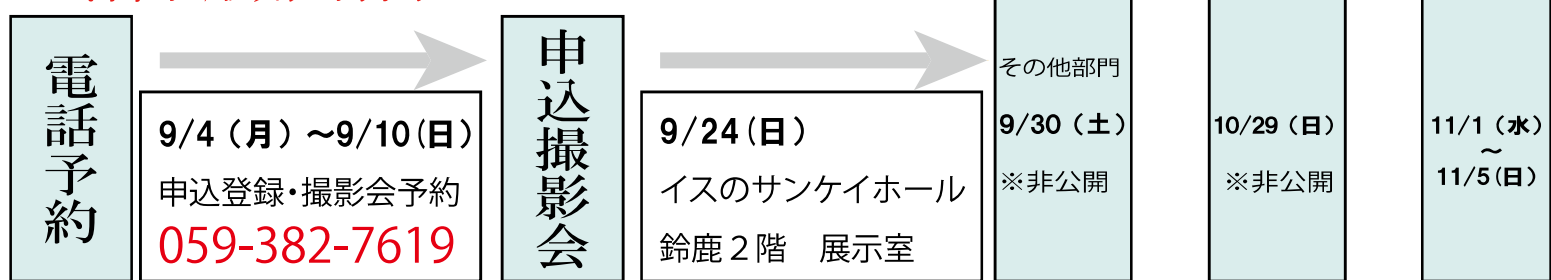 電話予約
9/4（月）～9/10(日)
申込登録・撮影会予約
059-382-7619
申込撮影会
9/24(日)
イスのサンケイホール
鈴鹿２階　展示室
その他部門
9/30（土）
※非公開
10/29（日）
※非公開
11/1（水）
～
11/5(日)